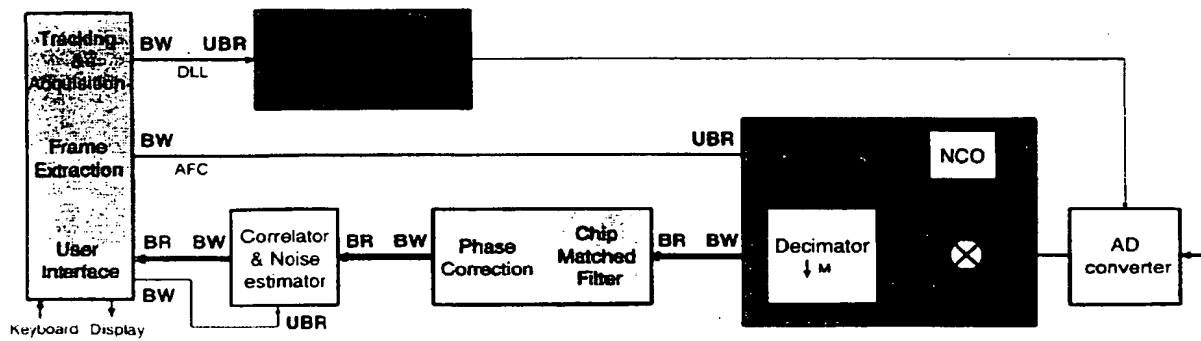 Tracking
&
Acquisition
BW UBR
DLL
Frame
Extraction
BW
AFC
UBR
NCO
User
Interface
BR BW
Correlator
& Noise
estimator
BR BW
Phase
Correction
Chip
Matched
Filter
BR BW
Decimator
↓ M
AD
converter
BW
UBR
Keyboard Display